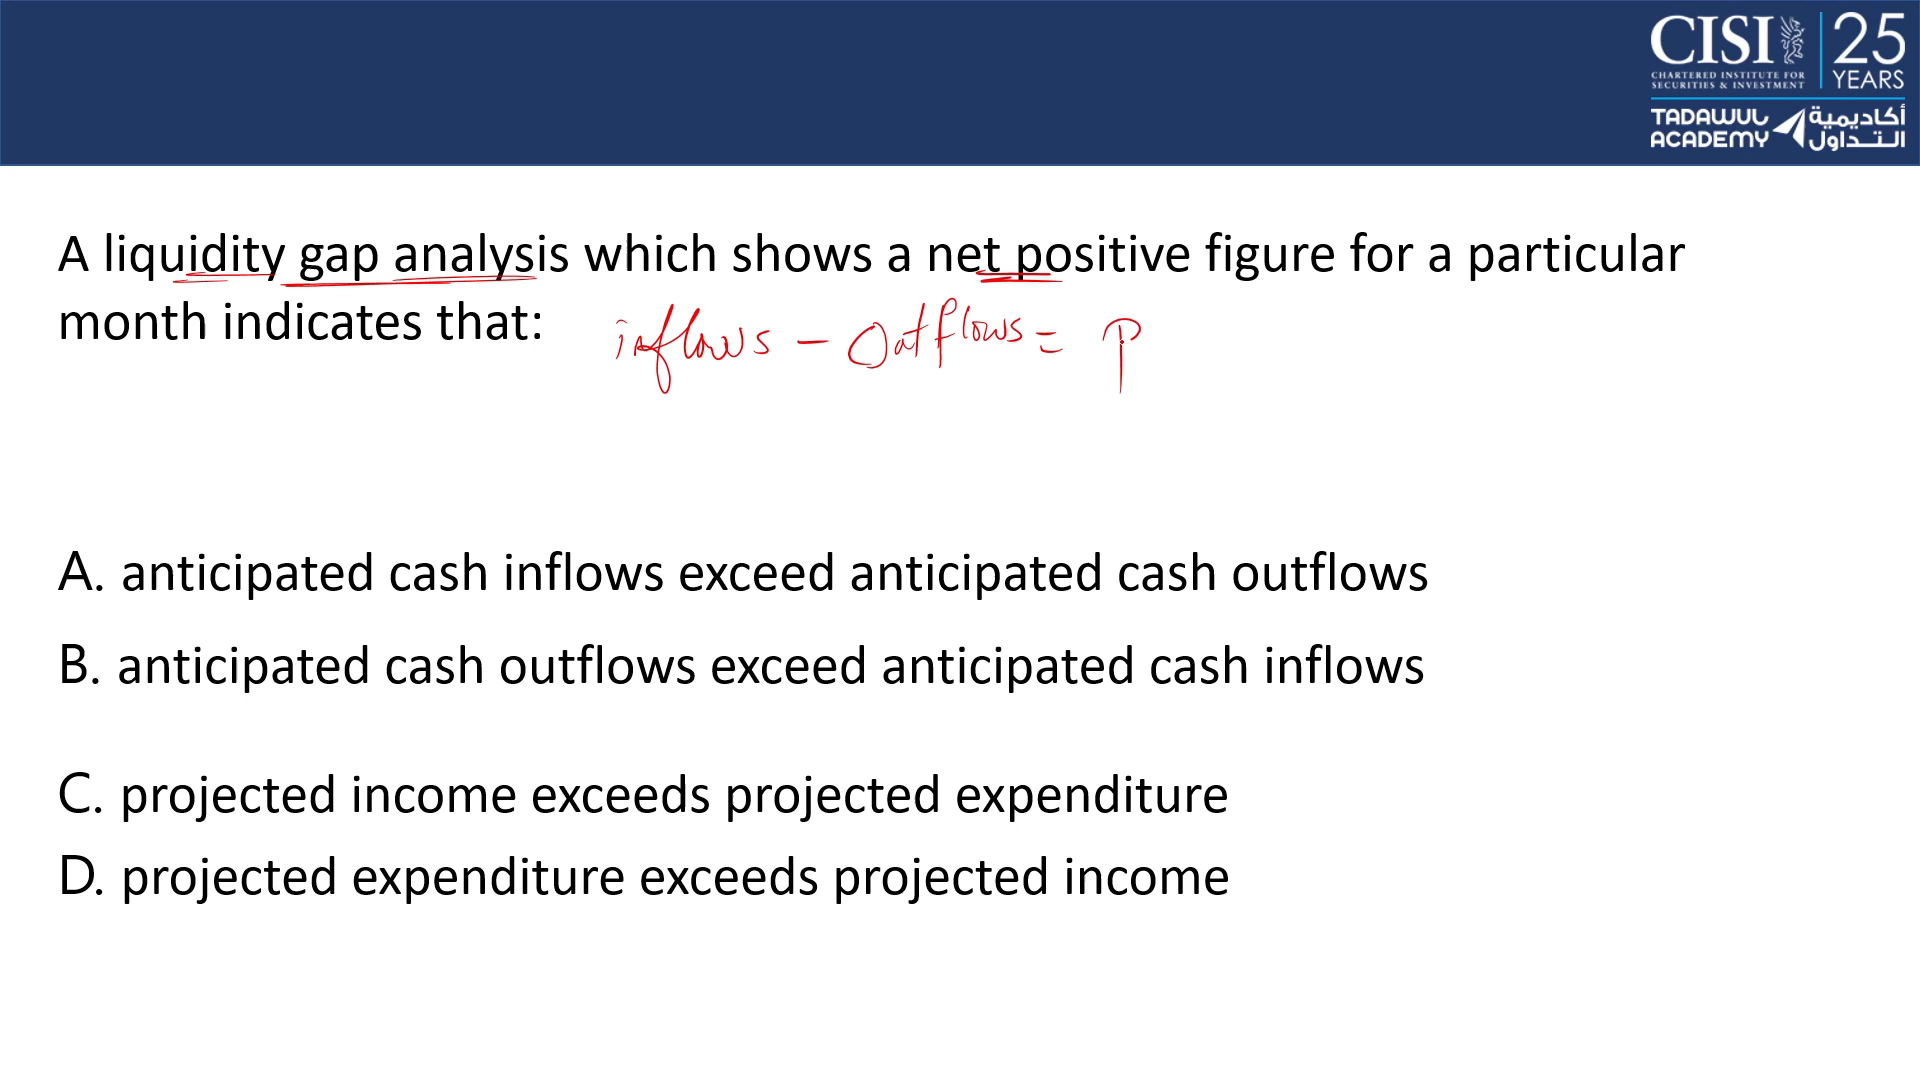 CISI 25
CHARTERED INSTITUTE FOR
SECURITIES & INVESTMENT YEARS
TADAWUL أكاديمية
ACADEMY التداول
A liquidity gap analysis which shows a net positive figure for a particular
month indicates that:
inflows - outflows = P
A. anticipated cash inflows exceed anticipated cash outflows
B. anticipated cash outflows exceed anticipated cash inflows
C. projected income exceeds projected expenditure
D. projected expenditure exceeds projected income